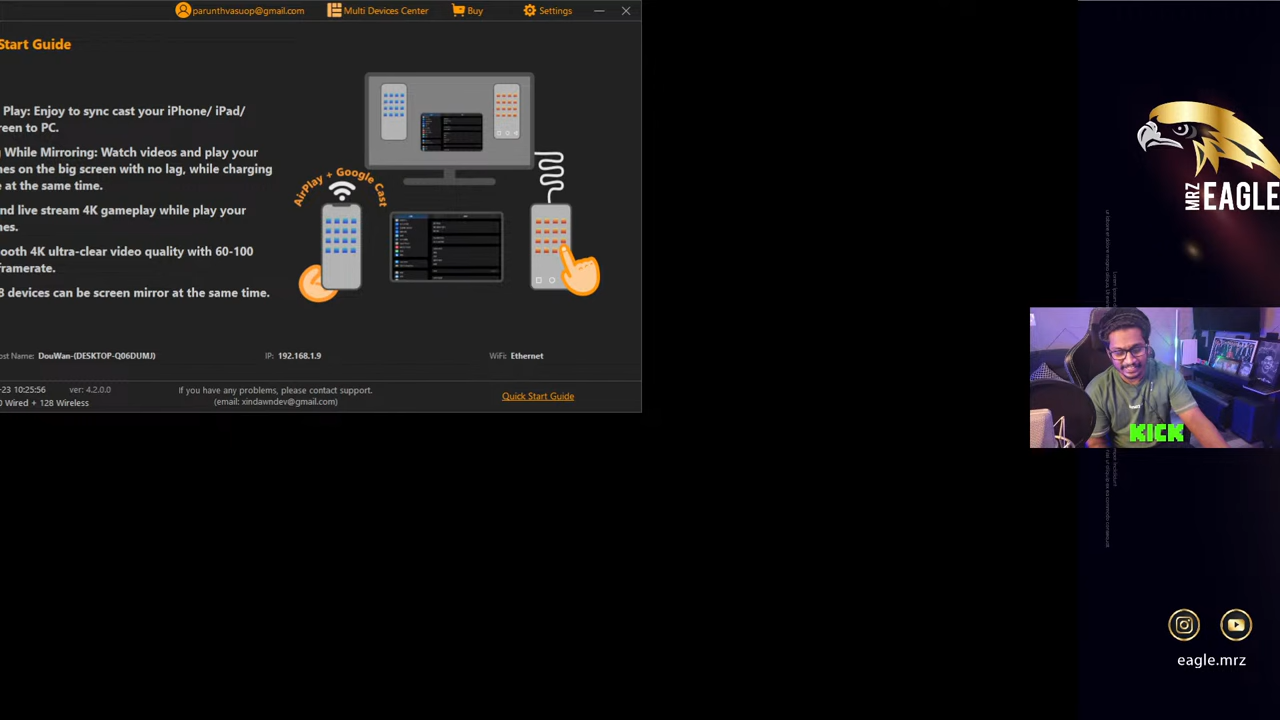 parunthvasuop@gmail.com
Multi Devices Center
Buy
Settings
Start Guide
Play: Enjoy to sync cast your iPhone/ iPad/
reen to PC.
While Mirroring: Watch videos and play your
nes on the big screen with no lag, while charging
e at the same time.
nd live stream 4K gameplay while play your
nes.
ooth 4K ultra-clear video quality with 60-100
framerate.
8 devices can be screen mirror at the same time.
AirPlay + Google Cast
ost Name: DouWan-(DESKTOP-Q06DUMJ)
IP: 192.168.1.9
WiFi: Ethernet
-23 10:25:56
ver: 4.2.0.0
0 Wired + 128 Wireless
If you have any problems, please contact support.
(email: xindawndev@gmail.com)
Quick Start Guide
MRZ EAGLE
KICK
eagle.mrz